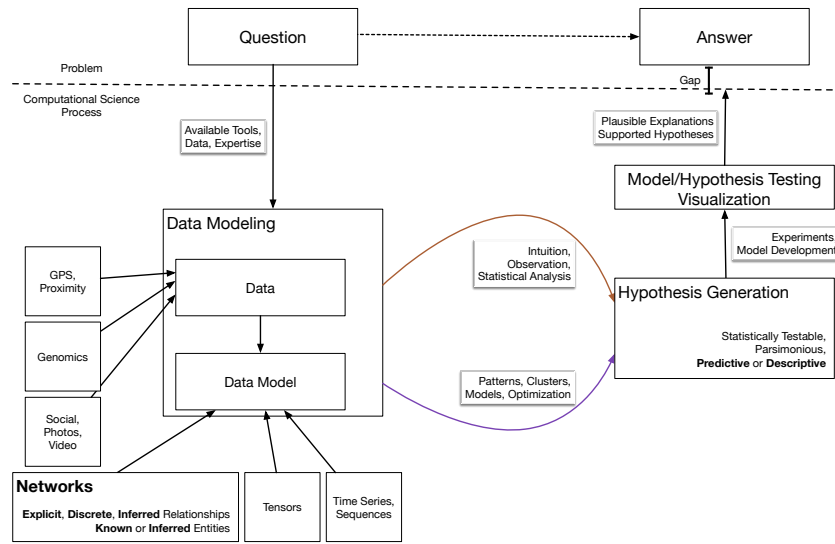 Question
Answer
Problem
Gap
Computational Science
Process
Available Tools,
Data, Expertise
Plausible Explanations
Supported Hypotheses
Model/Hypothesis Testing
Visualization
Data Modeling
Experiments,
Model Development
GPS,
Proximity
Data
Intuition,
Observation,
Statistical Analysis
Hypothesis Generation
Statistically Testable,
Parsimonious,
Predictive or Descriptive
Genomics
Data Model
Patterns, Clusters,
Models, Optimization
Social,
Photos,
Video
Networks
Explicit, Discrete, Inferred Relationships
Known or Inferred Entities
Tensors
Time Series,
Sequences